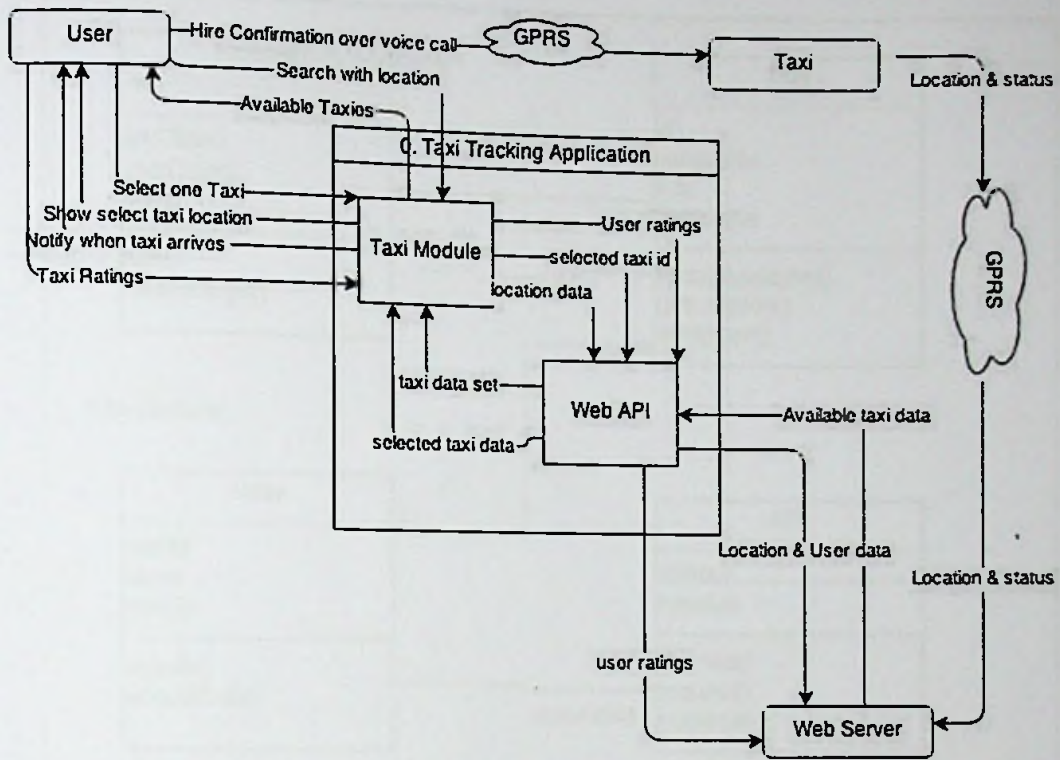 User
Hire Confirmation over voice call
GPRS
Taxi
Location & status
Search with location
Available Taxies
0. Taxi Tracking Application
Select one Taxi
Show select taxi location
Notify when taxi arrives
Taxi Ratings
Taxi Module
User ratings
selected taxi id
location data
GPRS
taxi data set
selected taxi data
Web API
Available taxi data
Location & User data
Location & status
user ratings
Web Server